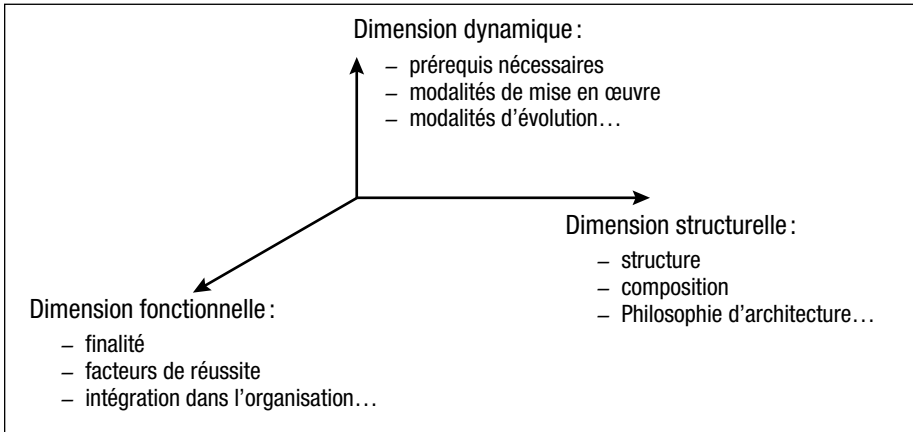 Dimension dynamique :
– prérequis nécessaires
– modalités de mise en œuvre
– modalités d'évolution…
Dimension structurelle :
– structure
– composition
– Philosophie d'architecture…
Dimension fonctionnelle :
– finalité
– facteurs de réussite
– intégration dans l'organisation…